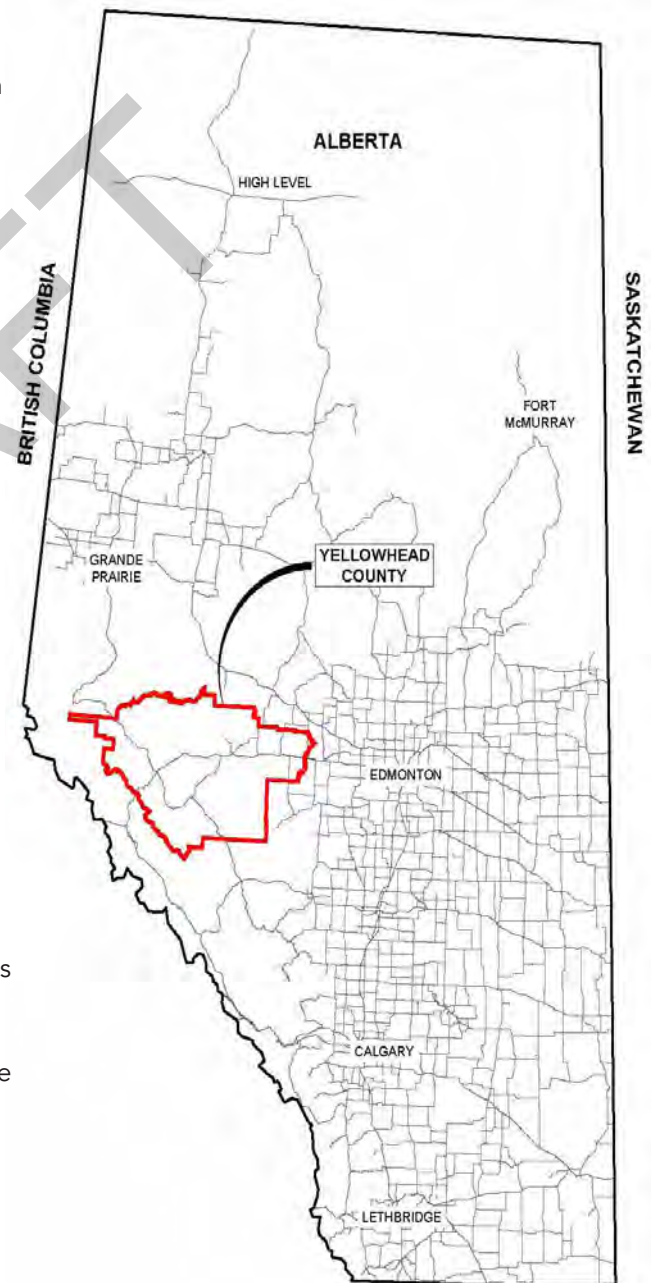 ALBERTA
HIGH LEVEL
BRITISH COLUMBIA
SASKATCHEWAN
FORT
McMURRAY
GRANDE
PRAIRIE
YELLOWHEAD
COUNTY
EDMONTON
CALGARY
LETHBRIDGE